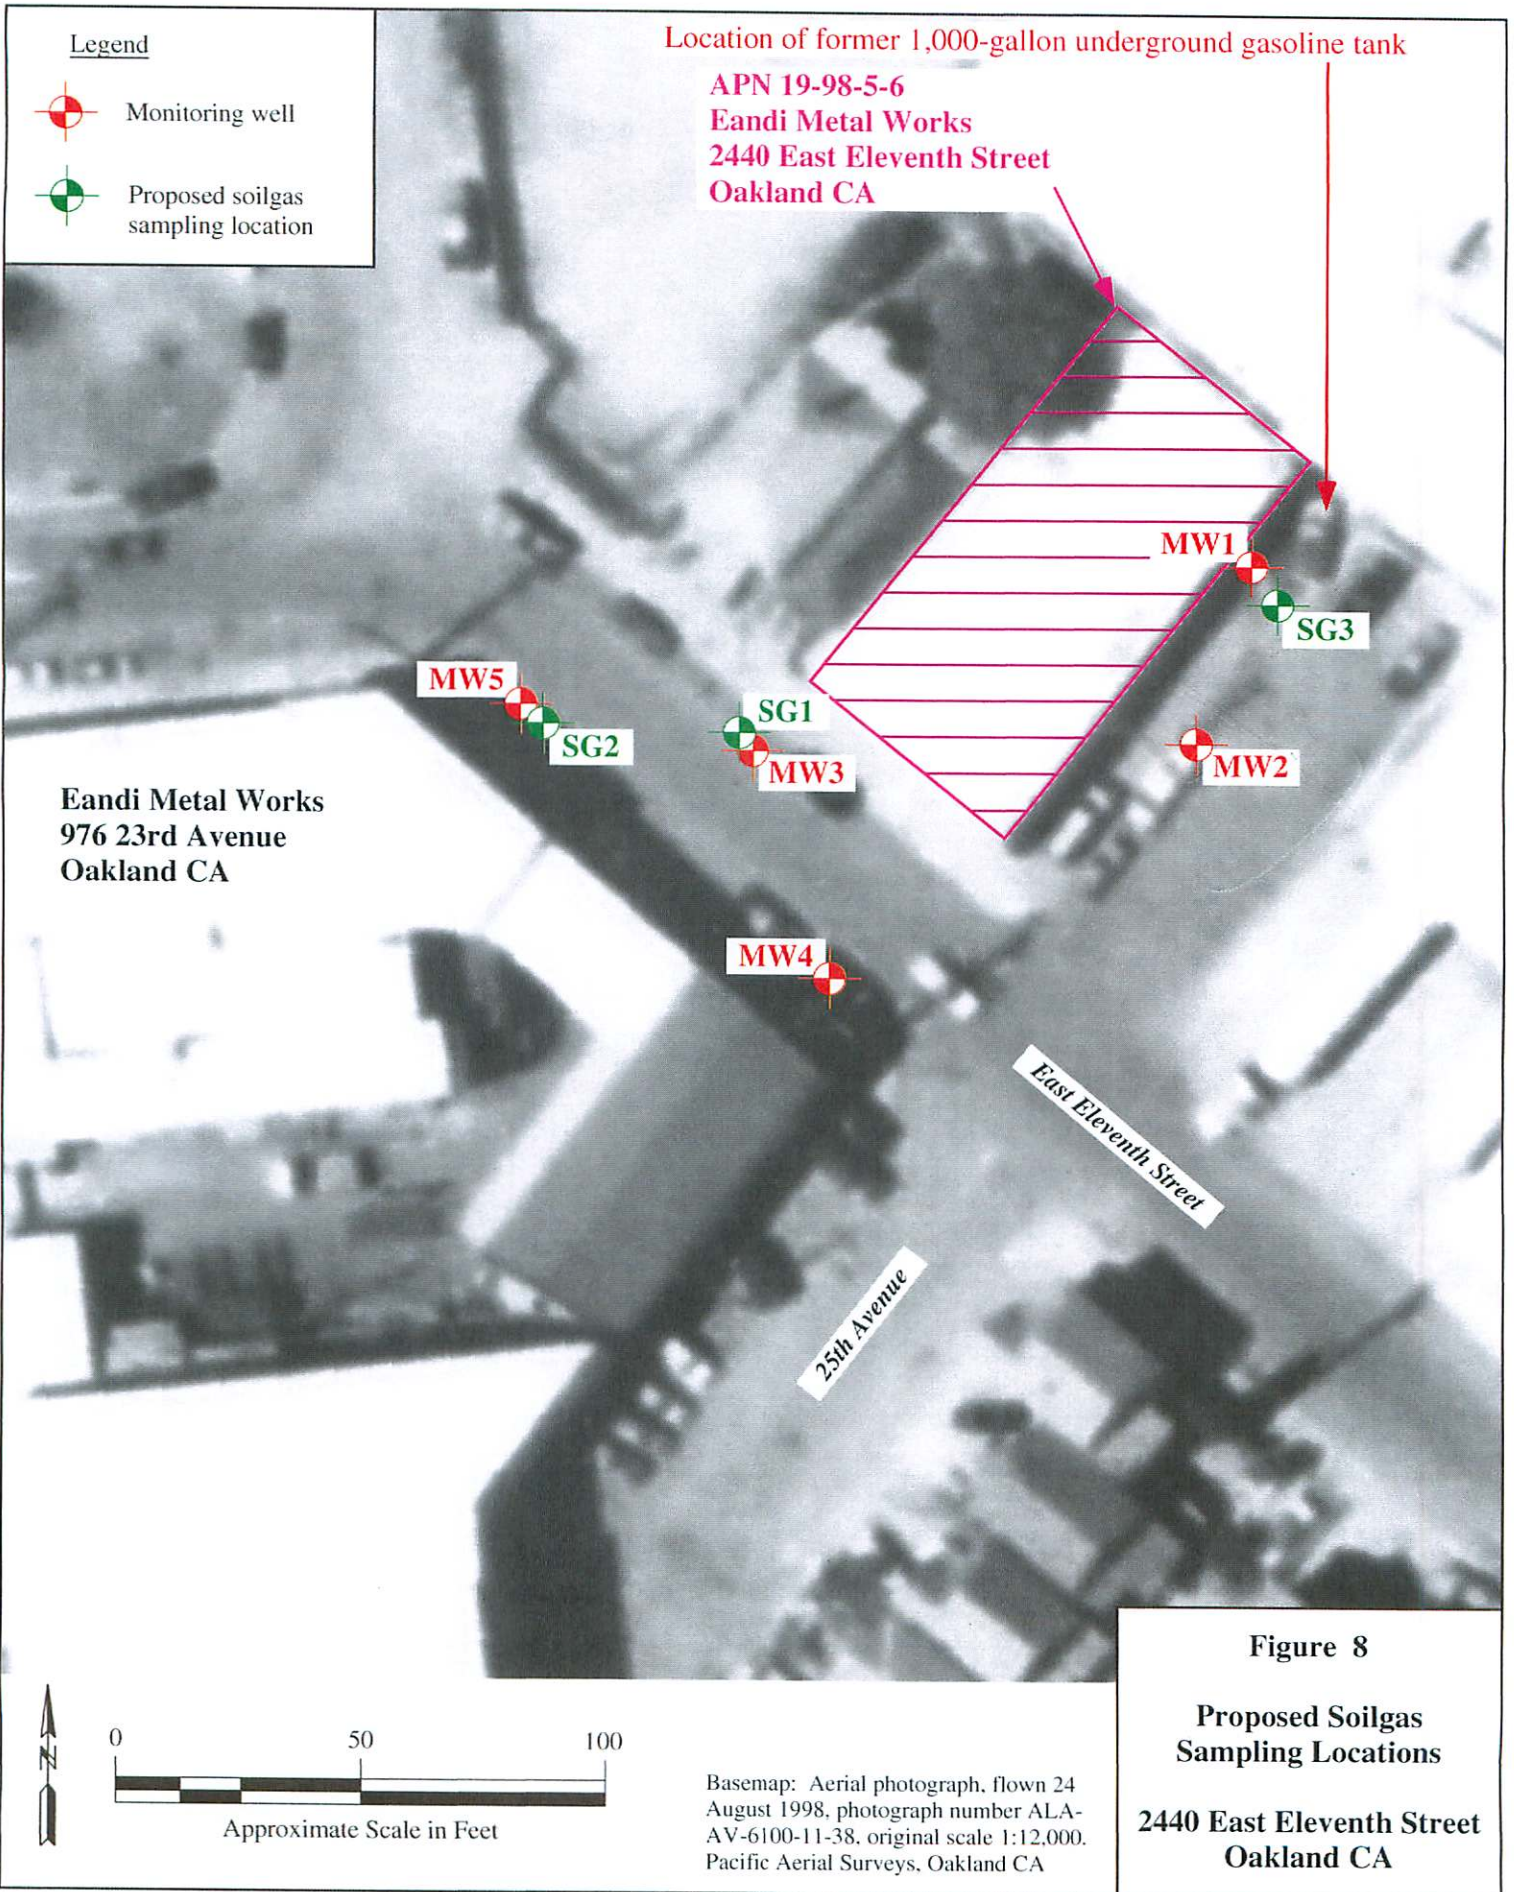 Legend
Monitoring well
Proposed soilgas
sampling location
Location of former 1,000-gallon underground gasoline tank
APN 19-98-5-6
Eandi Metal Works
2440 East Eleventh Street
Oakland CA
MW1
SG3
MW5
SG2
SG1
MW3
MW2
Eandi Metal Works
976 23rd Avenue
Oakland CA
MW4
East Eleventh Street
25th Avenue
N
0 50 100
Approximate Scale in Feet
Basemap: Aerial photograph, flown 24
August 1998, photograph number ALA-
AV-6100-11-38, original scale 1:12,000.
Pacific Aerial Surveys, Oakland CA
Figure 8
Proposed Soilgas
Sampling Locations
2440 East Eleventh Street
Oakland CA